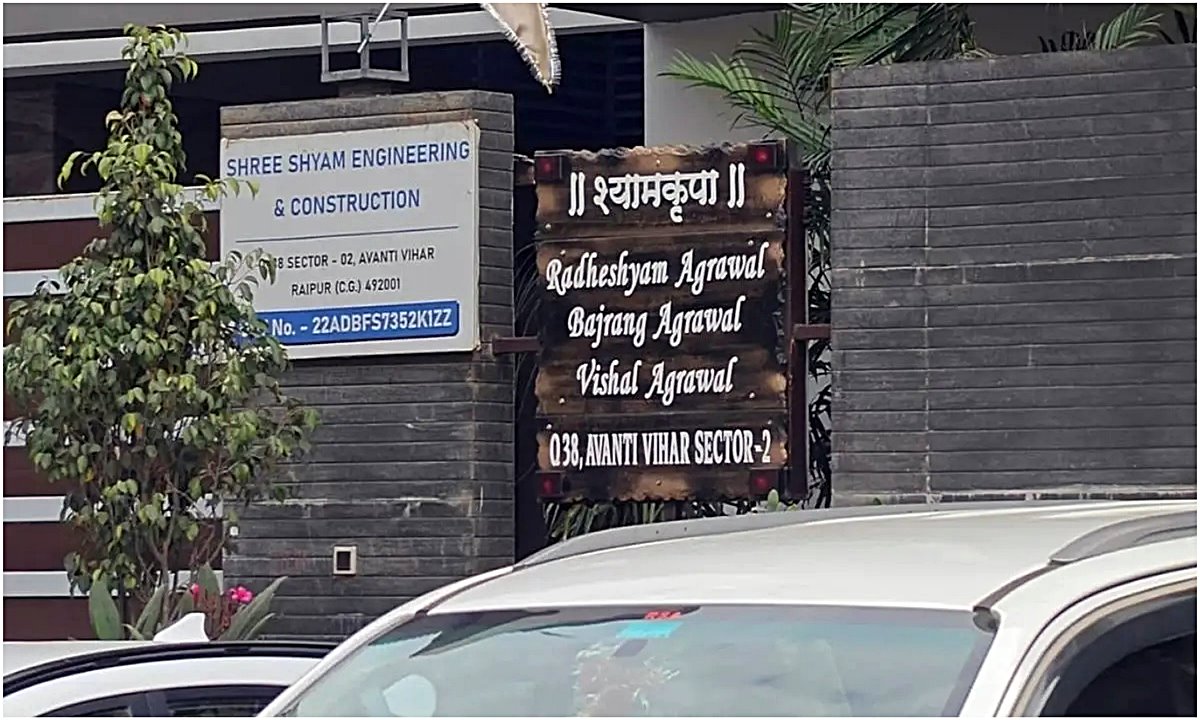 SHREE SHYAM ENGINEERING
& CONSTRUCTION
SECTOR - 02, AVANTI VIHAR
RAIPUR (C.G.) 492001
No. - 22ADBFS7352K1ZZ
|| श्यामकृपा ||
Radheshyam Agrawal
Bajrang Agrawal
Vishal Agrawal
Q 38, AVANTI VIHAR SECTOR-2